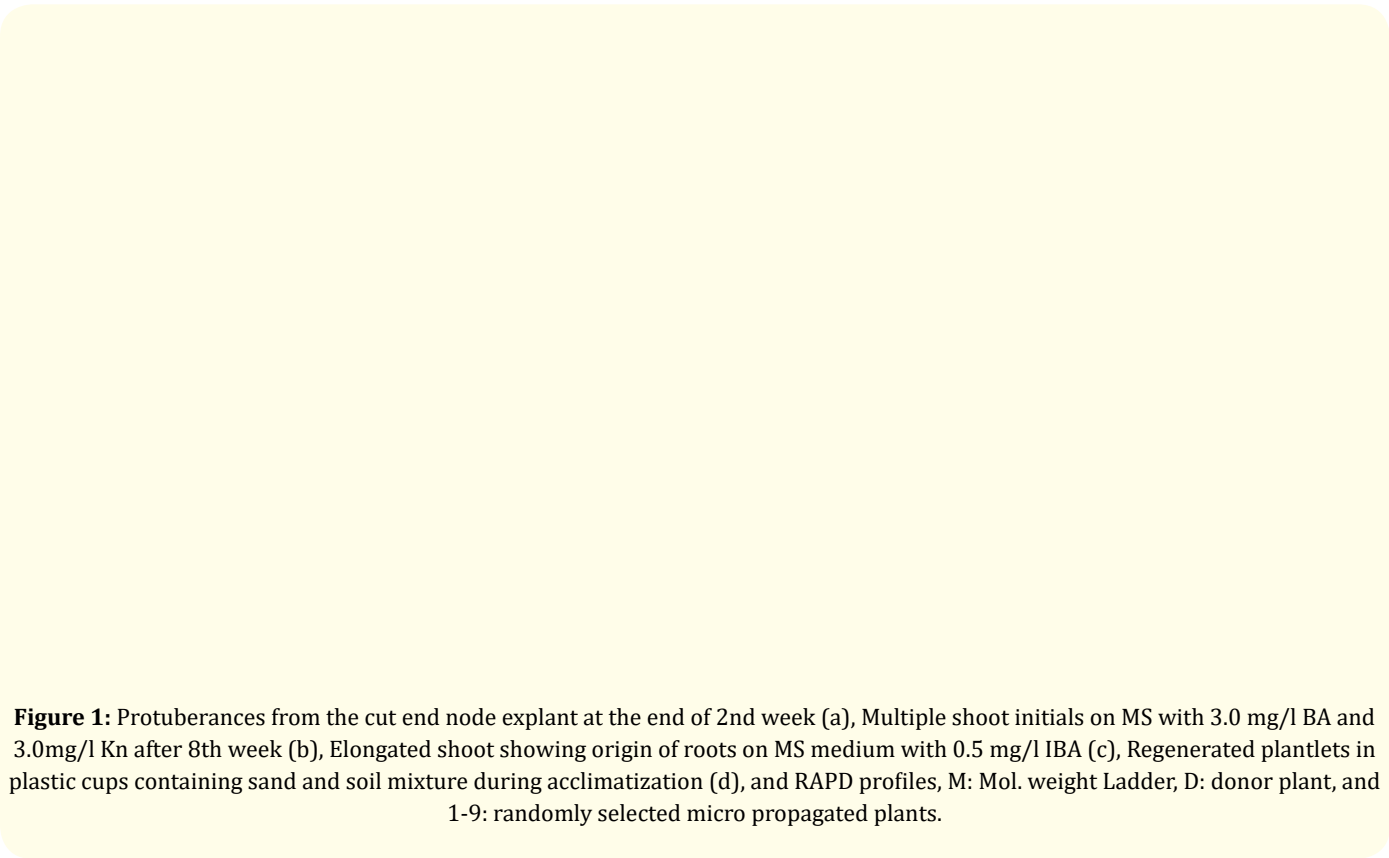 Figure 1: Protuberances from the cut end node explant at the end of 2nd week (a), Multiple shoot initials on MS with 3.0 mg/l BA and
3.0mg/l Kn after 8th week (b), Elongated shoot showing origin of roots on MS medium with 0.5 mg/l IBA (c), Regenerated plantlets in
plastic cups containing sand and soil mixture during acclimatization (d), and RAPD profiles, M: Mol. weight Ladder, D: donor plant, and
1-9: randomly selected micro propagated plants.